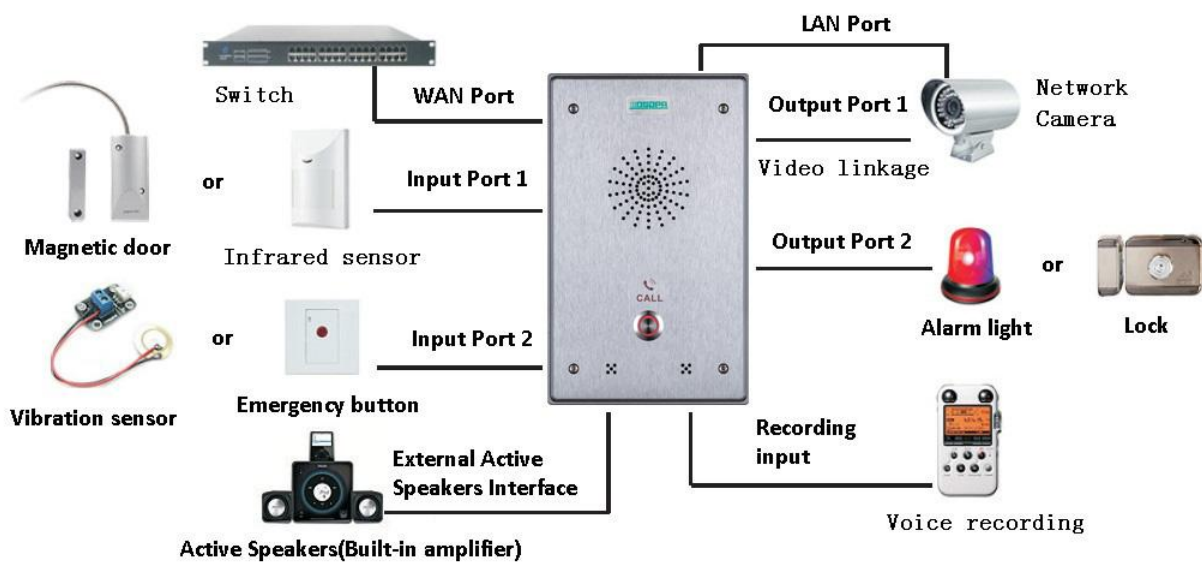 LAN Port
Switch
WAN Port
Output Port 1
Network
Camera
Video linkage
or
Input Port 1
Magnetic door
Infrared sensor
Output Port 2
or
CALL
Alarm light
Lock
or
Input Port 2
Vibration sensor
Emergency button
Recording
input
External Active
Speakers Interface
Voice recording
Active Speakers(Built-in amplifier)